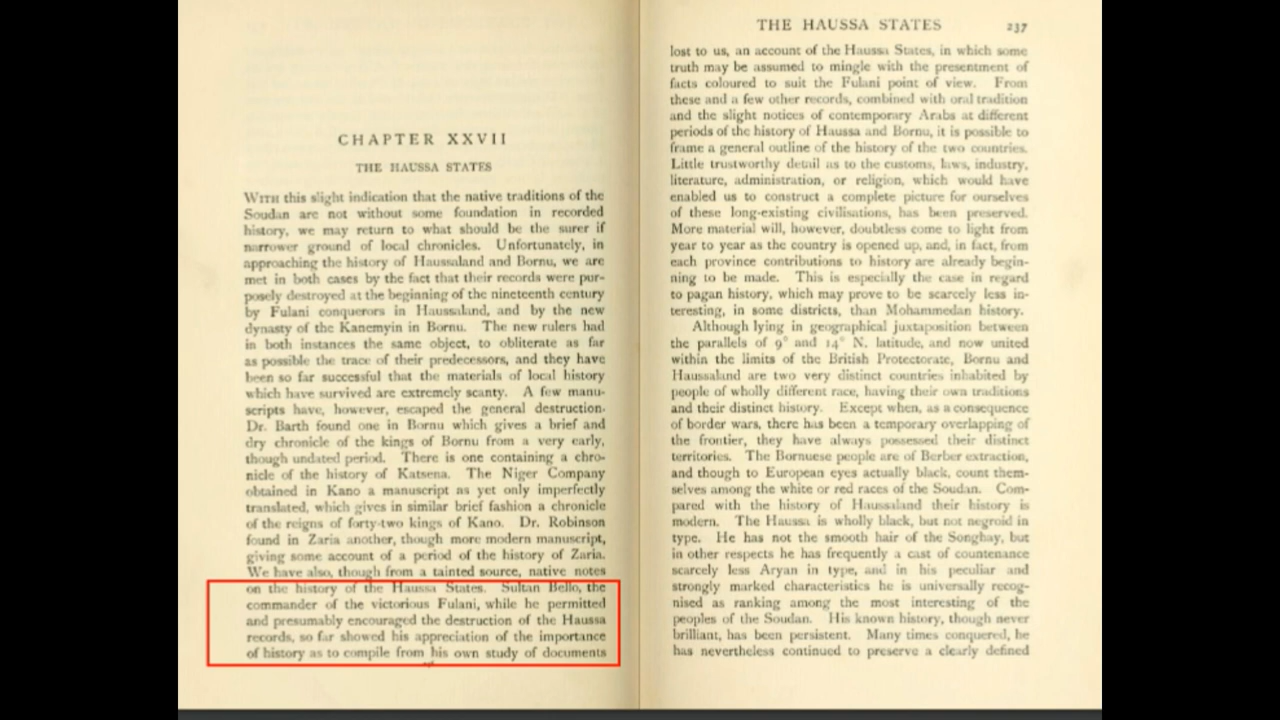 CHAPTER XXVII
THE HAUSSA STATES
WITH this slight indication that the native traditions of the
Soudan are not without some foundation in recorded
history, we may return to what should be the surer if
narrower ground of local chronicles. Unfortunately, in
approaching the history of Haussaland and Bornu, we are
met in both cases by the fact that their records were pur-
posely destroyed at the beginning of the nineteenth century
by Fulani conquerors in Haussaland, and by the new
dynasty of the Kanemyin in Bornu. The new rulers had
in both instances the same object, to obliterate as far
as possible the trace of their predecessors, and they have
been so far successful that the materials of local history
which have survived are extremely scanty. A few manu-
scripts have, however, escaped the general destruction.
Dr. Barth found one in Bornu which gives a brief and
dry chronicle of the kings of Bornu from a very early,
though undated period. There is one containing a chro-
nicle of the history of Katsena. The Niger Company
obtained in Kano a manuscript as yet only imperfectly
translated, which gives in similar brief fashion a chronicle
of the reigns of forty-two kings of Kano. Dr. Robinson
found in Zaria another, though more modern manuscript,
giving some account of a period of the history of Zaria.
We have also, though from a tainted source, native notes
on the history of the Haussa States. Sultan Bello, the
commander of the victorious Fulani, while he permitted
and presumably encouraged the destruction of the Haussa
records, so far showed his appreciation of the importance
of history as to compile from his own study of documents
THE HAUSSA STATES 237
lost to us, an account of the Haussa States, in which some
truth may be assumed to mingle with the presentment of
facts coloured to suit the Fulani point of view. From
these and a few other records, combined with oral tradition
and the slight notices of contemporary Arabs at different
periods of the history of Haussa and Bornu, it is possible to
frame a general outline of the history of the two countries.
Little trustworthy detail as to the customs, laws, industry,
literature, administration, or religion, which would have
enabled us to construct a complete picture for ourselves
of these long-existing civilisations, has been preserved.
More material will, however, doubtless come to light from
year to year as the country is opened up, and, in fact, from
each province contributions to history are already begin-
ning to be made. This is especially the case in regard
to pagan history, which may prove to be scarcely less in-
teresting, in some districts, than Mohammedan history.
Although lying in geographical juxtaposition between
the parallels of 9° and 14° N. latitude, and now united
within the limits of the British Protectorate, Bornu and
Haussaland are two very distinct countries inhabited by
people of wholly different race, having their own traditions
and their distinct history. Except when, as a consequence
of border wars, there has been a temporary overlapping of
the frontier, they have always possessed their distinct
territories. The Bornuese people are of Berber extraction,
and though to European eyes actually black, count them-
selves among the white or red races of the Soudan. Com-
pared with the history of Haussaland their history is
modern. The Haussa is wholly black, but not negroid in
type. He has not the smooth hair of the Songhay, but
in other respects he has frequently a cast of countenance
scarcely less Aryan in type, and in his peculiar and
strongly marked characteristics he is universally recog-
nised as ranking among the most interesting of the
peoples of the Soudan. His known history, though never
brilliant, has been persistent. Many times conquered, he
has nevertheless continued to preserve a clearly defined